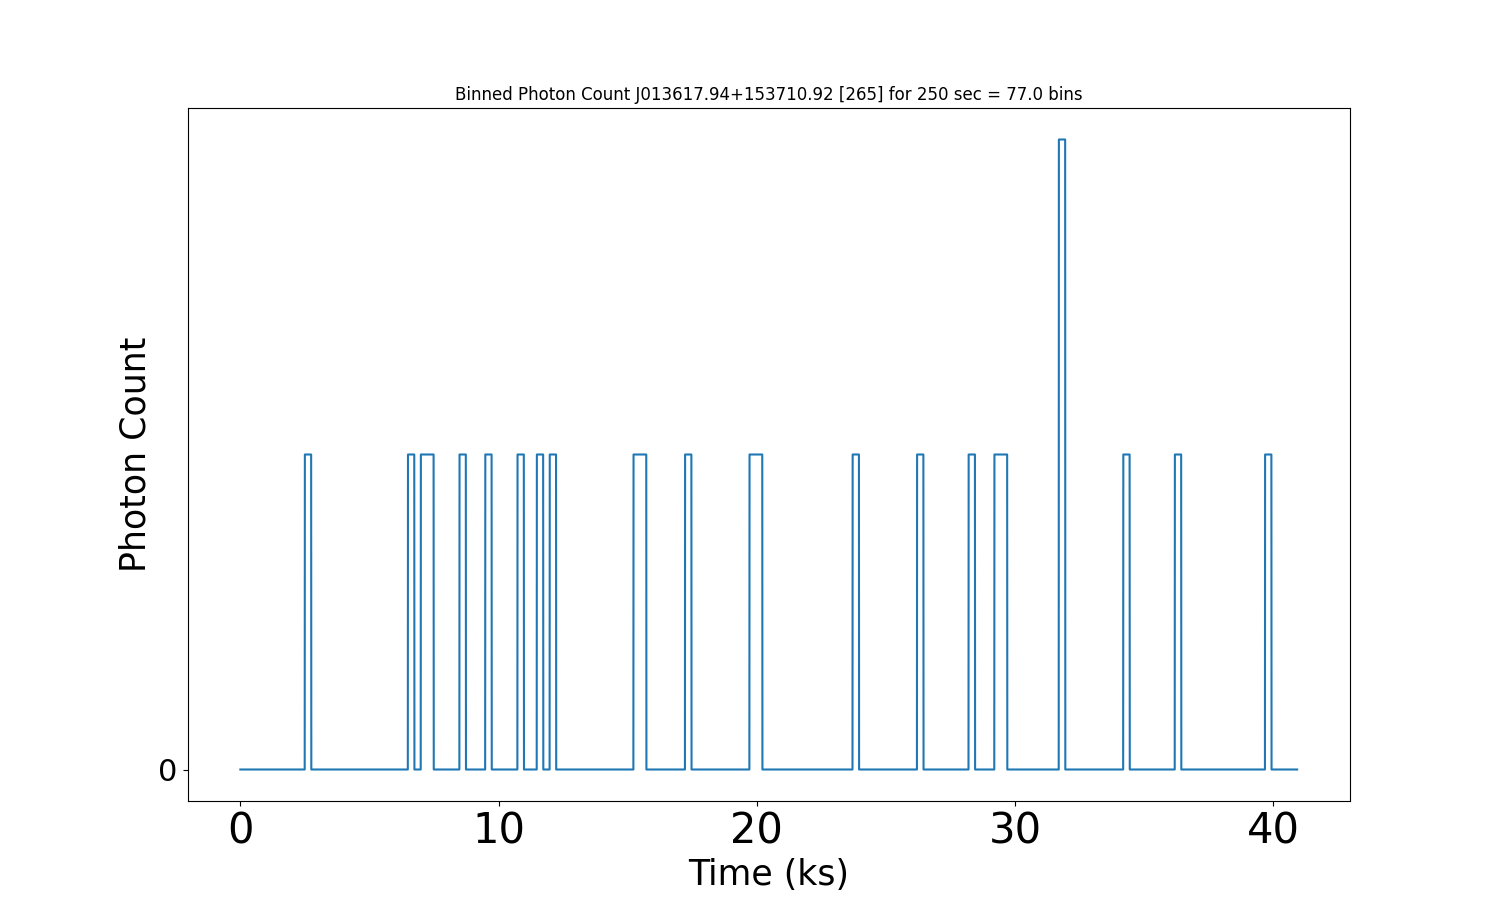 Binned Photon Count J013617.94+153710.92 [265] for 250 sec = 77.0 bins
Photon Count
0
0 10 20 30 40
Time (ks)